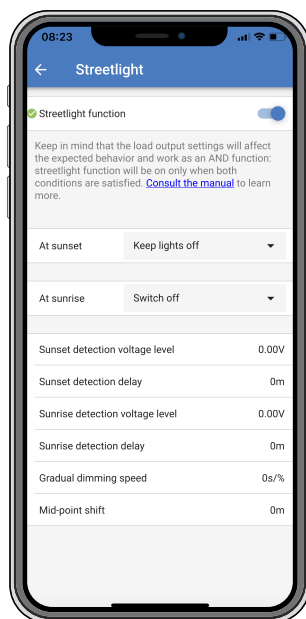 08:23
Streetlight
Streetlight function
Keep in mind that the load output settings will affect
the expected behavior and work as an AND function:
streetlight function will be on only when both
conditions are satisfied. Consult the manual to learn
more.
At sunset Keep lights off
At sunrise Switch off
Sunset detection voltage level 0.00V
Sunset detection delay 0m
Sunrise detection voltage level 0.00V
Sunrise detection delay 0m
Gradual dimming speed 0s/%
Mid-point shift 0m